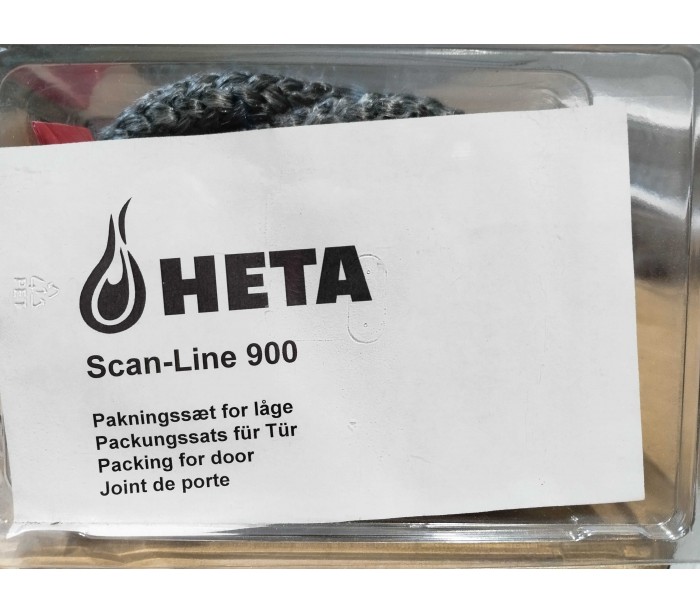 HETA
Scan-Line 900
Pakningssæt for låge
Packungssats für Tür
Packing for door
Joint de porte